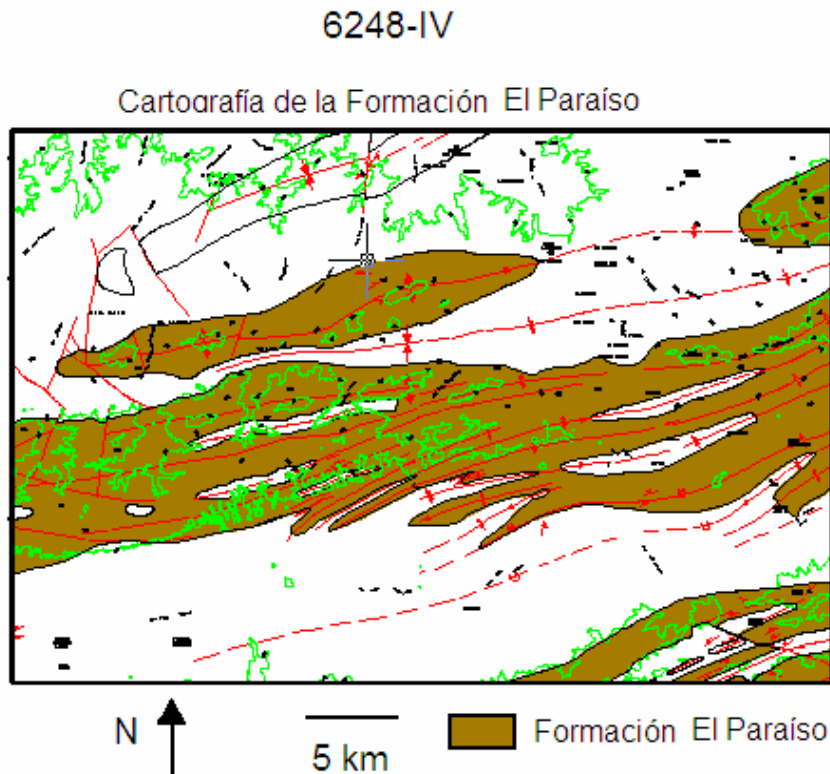 6248-IV
Cartografía de la Formación El Paraíso
N
5 km
Formación El Paraíso